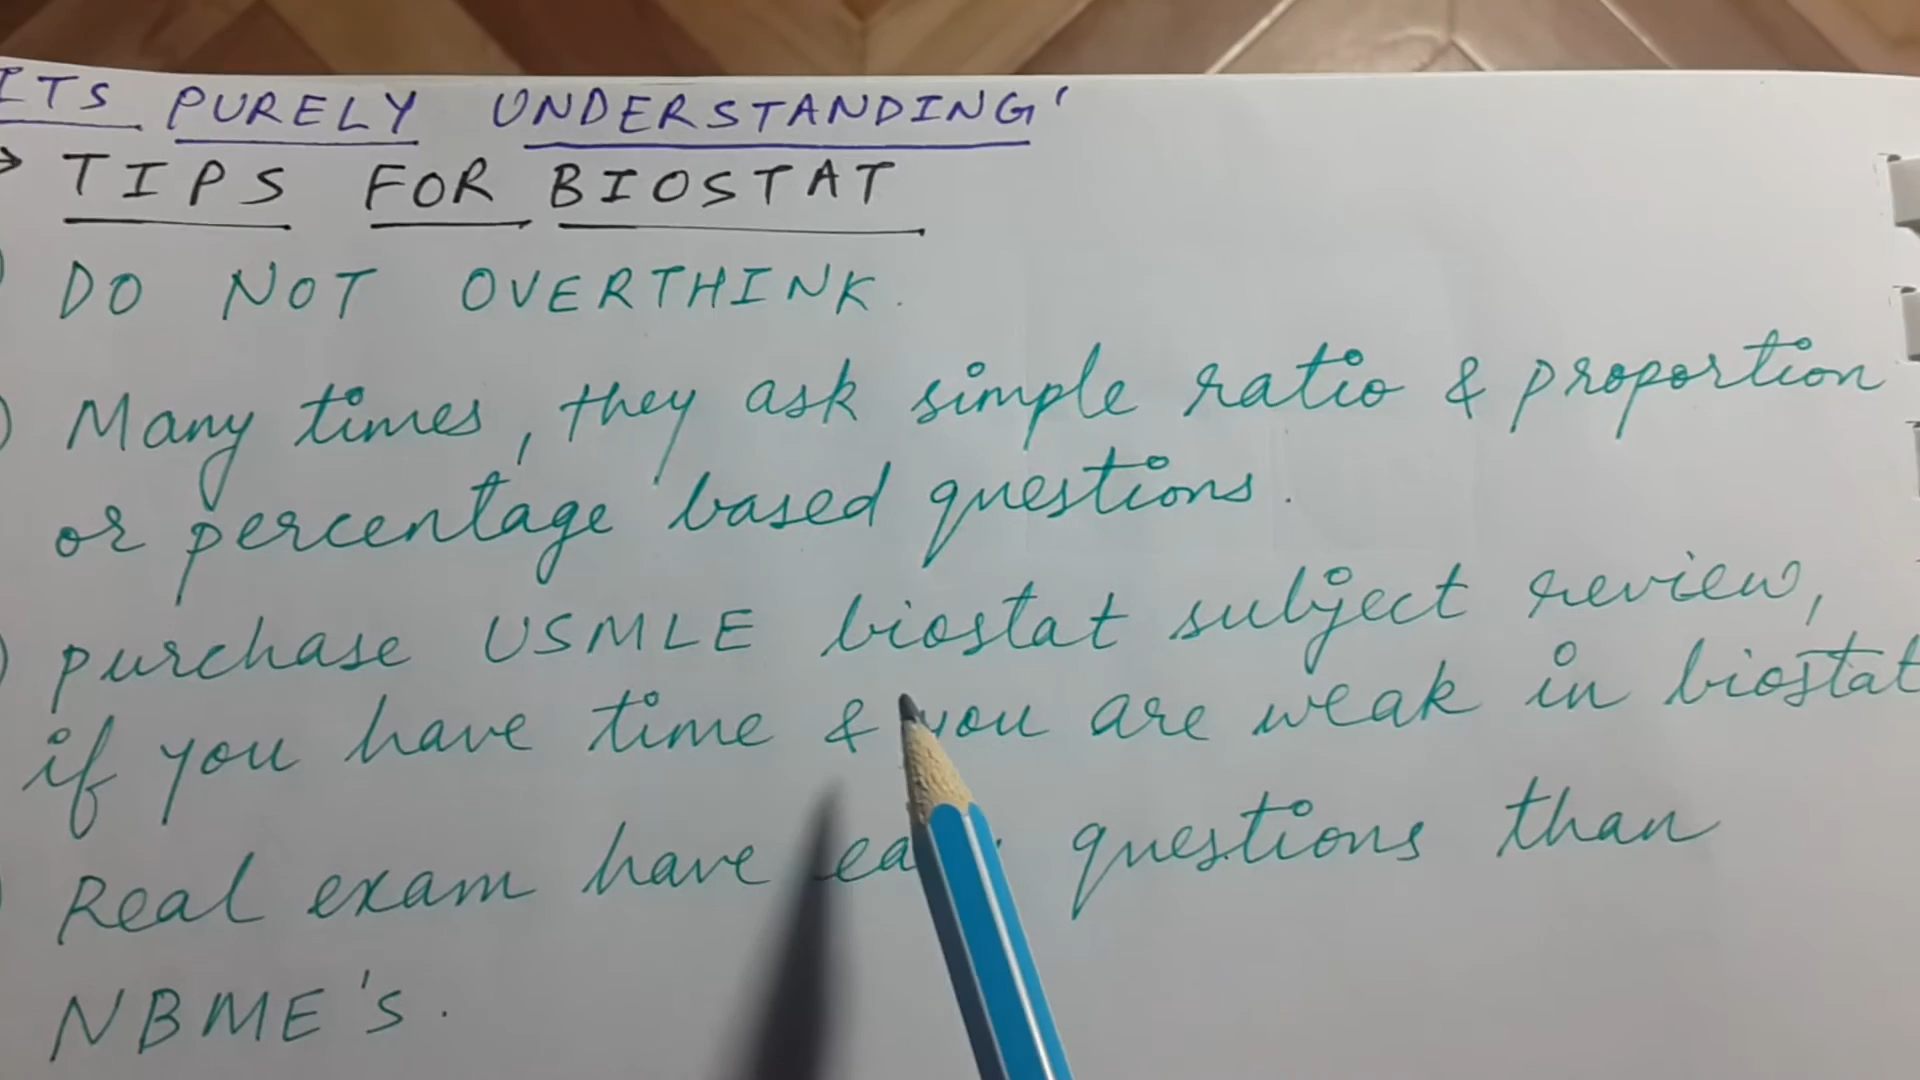 ITS PURELY UNDERSTANDING'
→ TIPS FOR BIOSTAT
) DO NOT OVERTHINK.
) Many times, they ask simple ratio & proportion
or percentage based questions.
) purchase USMLE biostat subject review,
if you have time & you are weak in biostat
Real exam have questions than
NBME's.